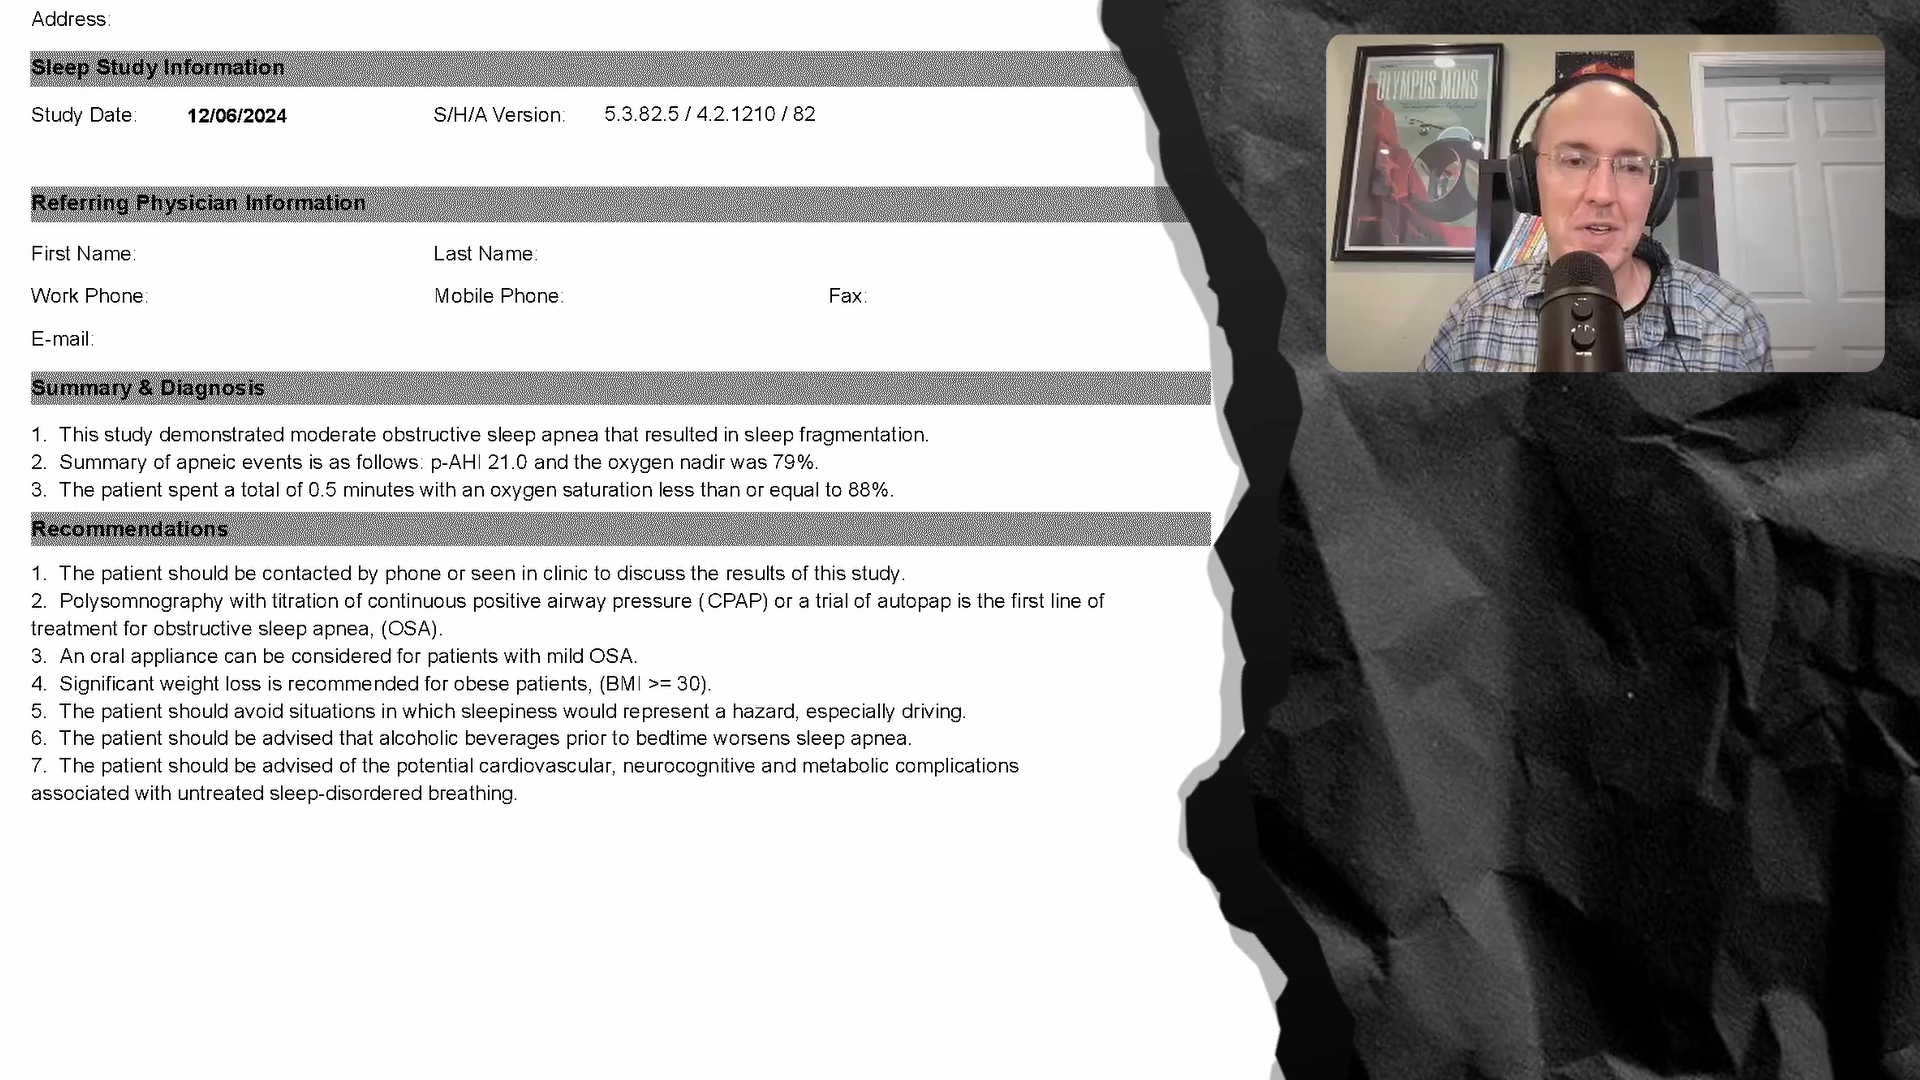 Address:
Sleep Study Information
Study Date: 12/06/2024 S/H/A Version: 5.3.82.5 / 4.2.1210 / 82
Referring Physician Information
First Name: Last Name:
Work Phone: Mobile Phone: Fax:
E-mail:
Summary & Diagnosis
1. This study demonstrated moderate obstructive sleep apnea that resulted in sleep fragmentation.
2. Summary of apneic events is as follows: p-AHI 21.0 and the oxygen nadir was 79%.
3. The patient spent a total of 0.5 minutes with an oxygen saturation less than or equal to 88%.
Recommendations
1. The patient should be contacted by phone or seen in clinic to discuss the results of this study.
2. Polysomnography with titration of continuous positive airway pressure (CPAP) or a trial of autopap is the first line of
treatment for obstructive sleep apnea, (OSA).
3. An oral appliance can be considered for patients with mild OSA.
4. Significant weight loss is recommended for obese patients, (BMI >= 30).
5. The patient should avoid situations in which sleepiness would represent a hazard, especially driving.
6. The patient should be advised that alcoholic beverages prior to bedtime worsens sleep apnea.
7. The patient should be advised of the potential cardiovascular, neurocognitive and metabolic complications
associated with untreated sleep-disordered breathing.
OLYMPUS MONS